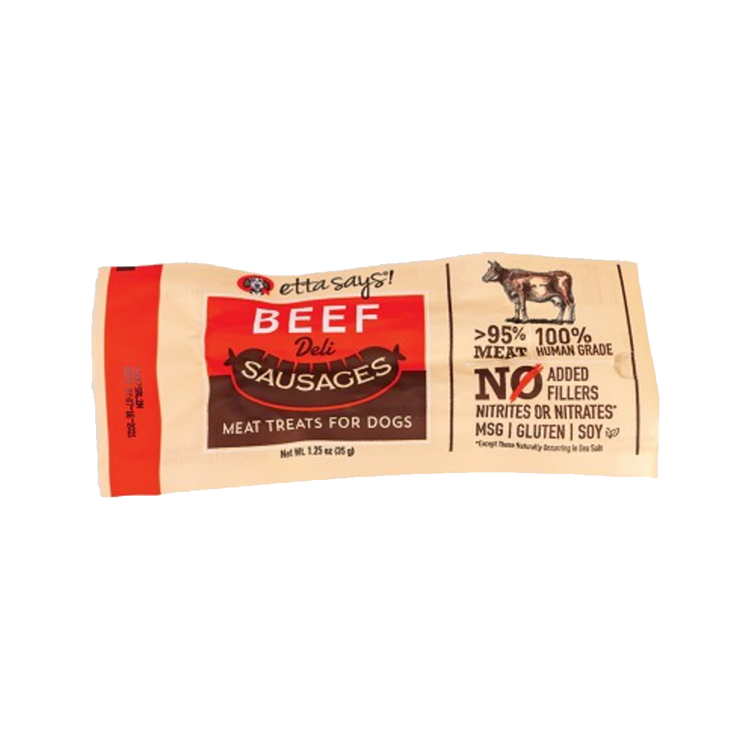 etta says!®
BEEF
Deli
SAUSAGES
MEAT TREATS FOR DOGS
Net Wt. 1.25 oz (35 g)
>95% MEAT
100% HUMAN GRADE
NO ADDED FILLERS
NITRITES OR NITRATES*
MSG | GLUTEN | SOY
*Except Those Naturally Occurring in Sea Salt